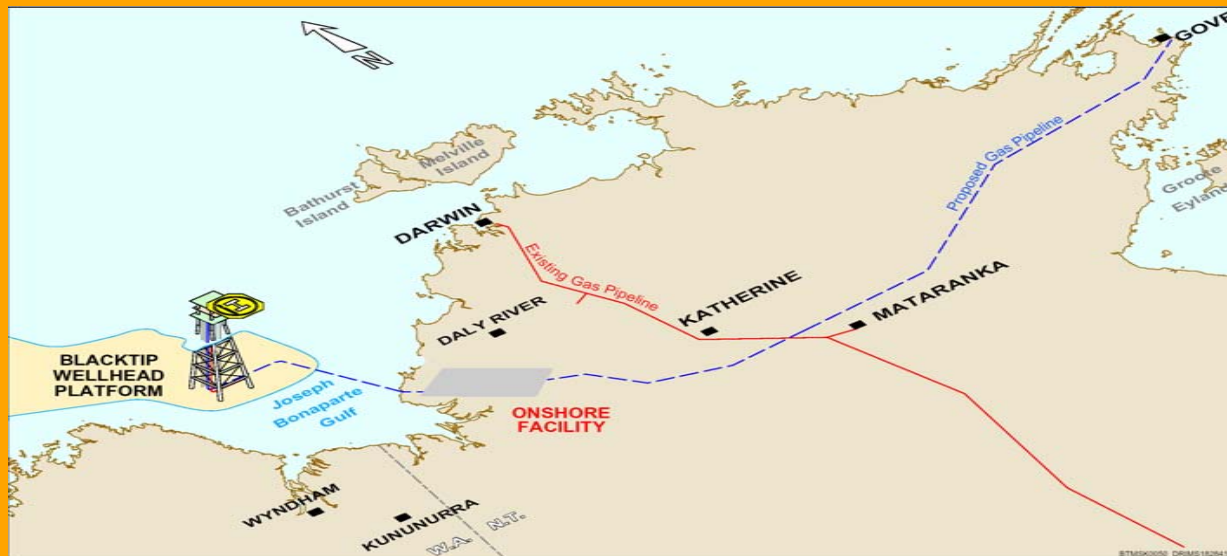 N
GOVE
Proposed Gas Pipeline
Groote
Eylandt
Melville
Island
Bathurst
Island
DARWIN
Existing Gas Pipeline
DALY RIVER
KATHERINE
MATARANKA
H
BLACKTIP
WELLHEAD
PLATFORM
Joseph
Bonaparte
Gulf
ONSHORE
FACILITY
WYNDHAM
KUNUNURRA
W.A. N.T.